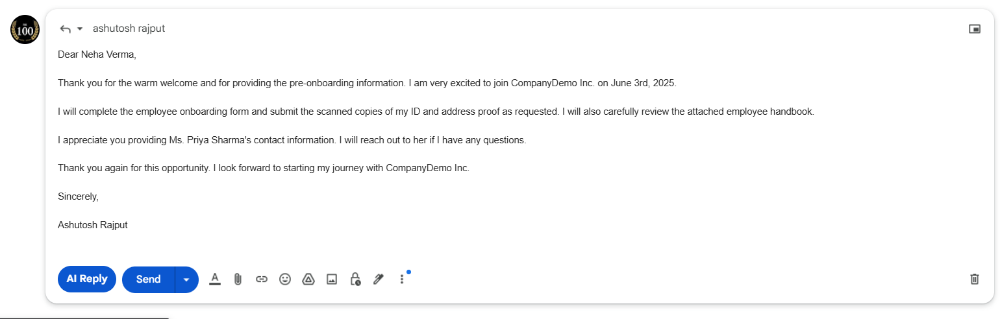 THE
100
ashutosh rajput
Dear Neha Verma,
Thank you for the warm welcome and for providing the pre-onboarding information. I am very excited to join CompanyDemo Inc. on June 3rd, 2025.
I will complete the employee onboarding form and submit the scanned copies of my ID and address proof as requested. I will also carefully review the attached employee handbook.
I appreciate you providing Ms. Priya Sharma's contact information. I will reach out to her if I have any questions.
Thank you again for this opportunity. I look forward to starting my journey with CompanyDemo Inc.
Sincerely,
Ashutosh Rajput
AI Reply Send A